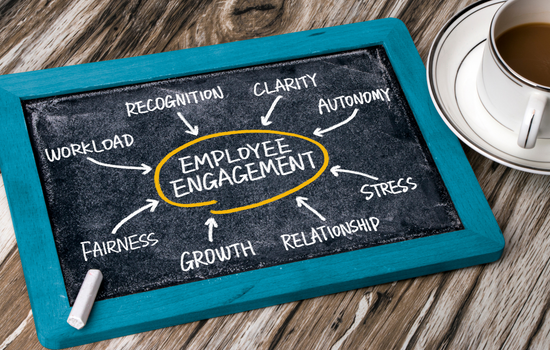 RECOGNITION
CLARITY
AUTONOMY
WORKLOAD
EMPLOYEE
ENGAGEMENT
STRESS
FAIRNESS
GROWTH
RELATIONSHIP